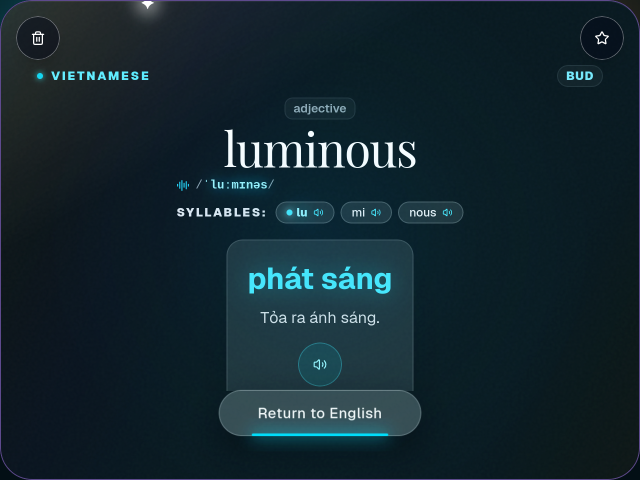 VIETNAMESE
BUD
adjective
luminous
/ˈluːmɪnəs/
SYLLABLES: lu mi nous
phát sáng
Tỏa ra ánh sáng.
Return to English